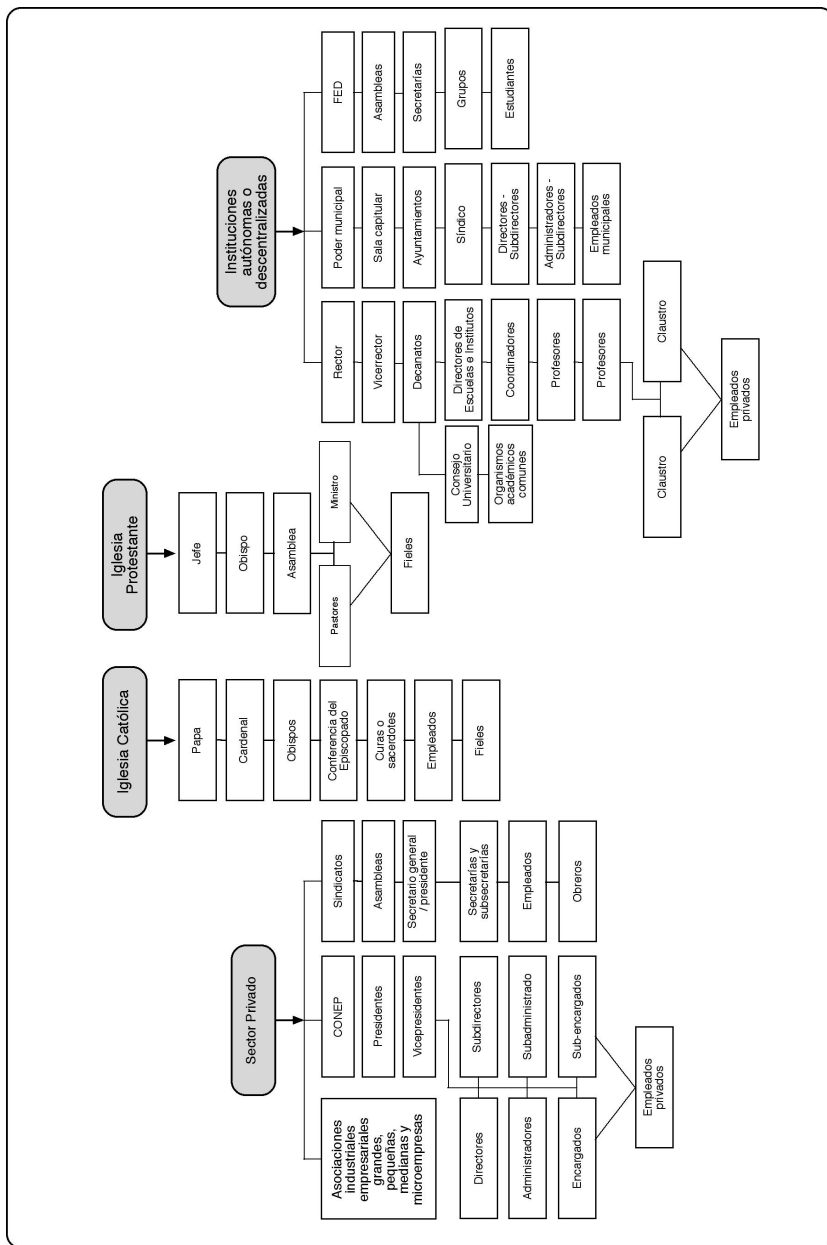 Sector Privado
Asociaciones
industriales
empresariales
grandes,
pequeñas,
medianas y
microempresas
CONEP
Presidentes
Vicepresidentes
Directores
Subdirectores
Administradores
Subadministrado
Encargados
Sub-encargados
Empleados
privados
Sindicatos
Asambleas
Secretario general
/ presidente
Secretarías y
subsecretarías
Empleados
Obreros
Iglesia Católica
Papa
Cardenal
Obispos
Conferencia del
Episcopado
Curas o
sacerdotes
Empleados
Fieles
Iglesia
Protestante
Jefe
Obispo
Asamblea
Pastores
Ministro
Fieles
Instituciones
autónomas o
descentralizadas
Rector
Vicerrector
Decanatos
Consejo
Universitario
Organismos
académicos
comunes
Directores de
Escuelas e Institutos
Coordinadores
Profesores
Profesores
Claustro
Claustro
Empleados
privados
Poder municipal
Sala capitular
Ayuntamientos
Síndico
Directores -
Subdirectores
Administradores -
Subdirectores
Empleados
municipales
FED
Asambleas
Secretarías
Grupos
Estudiantes